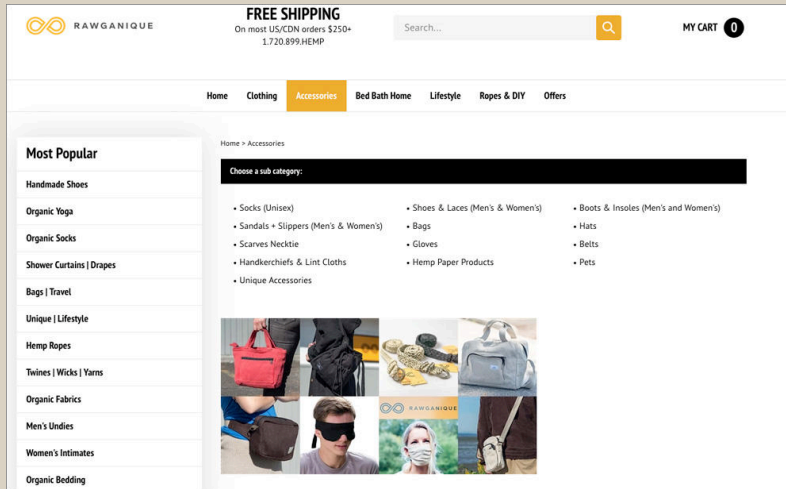 RAWGANIQUE
FREE SHIPPING
On most US/CDN orders $250+
1.720.899.HEMP
Search...
MY CART 0
Home Clothing Accessories Bed Bath Home Lifestyle Ropes & DIY Offers
Most Popular
Handmade Shoes
Organic Yoga
Organic Socks
Shower Curtains | Drapes
Bags | Travel
Unique | Lifestyle
Hemp Ropes
Twines | Wicks | Yarns
Organic Fabrics
Men's Undies
Women's Intimates
Organic Bedding
Home > Accessories
Choose a sub category:
• Socks (Unisex) • Shoes & Laces (Men's & Women's) • Boots & Insoles (Men's and Women's)
• Sandals + Slippers (Men's & Women's) • Bags • Hats
• Scarves Necktie • Gloves • Belts
• Handkerchiefs & Lint Cloths • Hemp Paper Products • Pets
• Unique Accessories
RAWGANIQUE